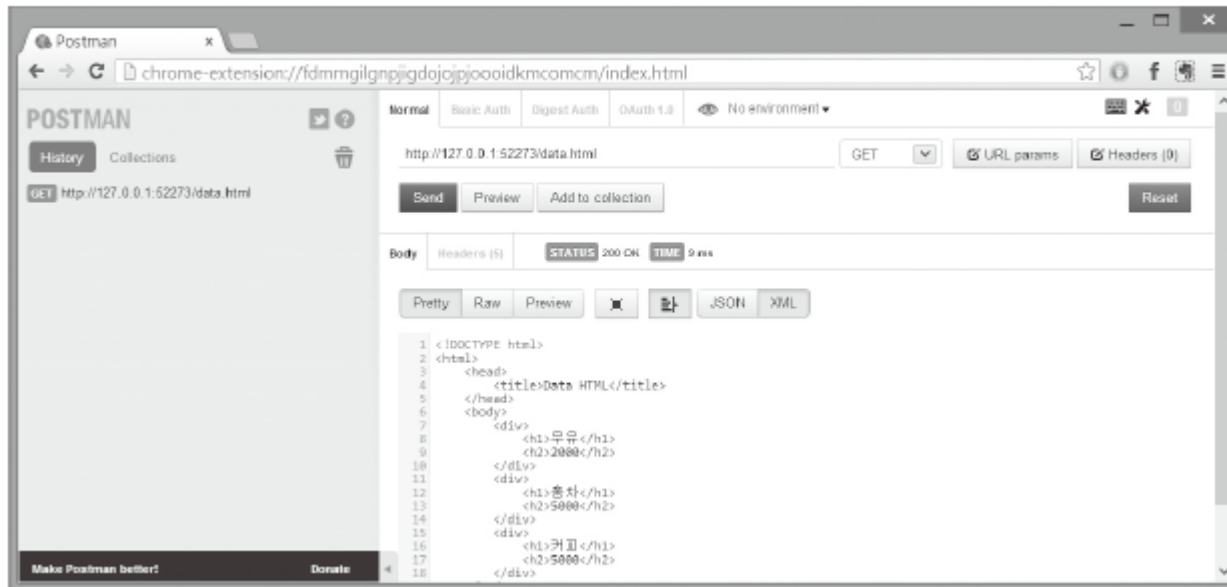 Postman
chrome-extension://fdmmgilgnpjigdojojpjoooidkmcomcm/index.html
POSTMAN
History Collections
GET http://127.0.0.1:52273/data.html
Make Postman better! Donate
Normal Basic Auth Digest Auth OAuth 1.0 No environment
0
http://127.0.0.1:52273/data.html GET URL params Headers (0)
Send Preview Add to collection Reset
Body Headers (5) STATUS 200 OK TIME 9 ms
Pretty Raw Preview JSON XML
1 <!DOCTYPE html>
2 <html>
3 <head>
4 <title>Data HTML</title>
5 </head>
6 <body>
7 <div>
8 <h1>우유</h1>
9 <h2>2000</h2>
10 </div>
11 <div>
12 <h1>홍차</h1>
13 <h2>5000</h2>
14 </div>
15 <div>
16 <h1>커피</h1>
17 <h2>5000</h2>
18 </div>